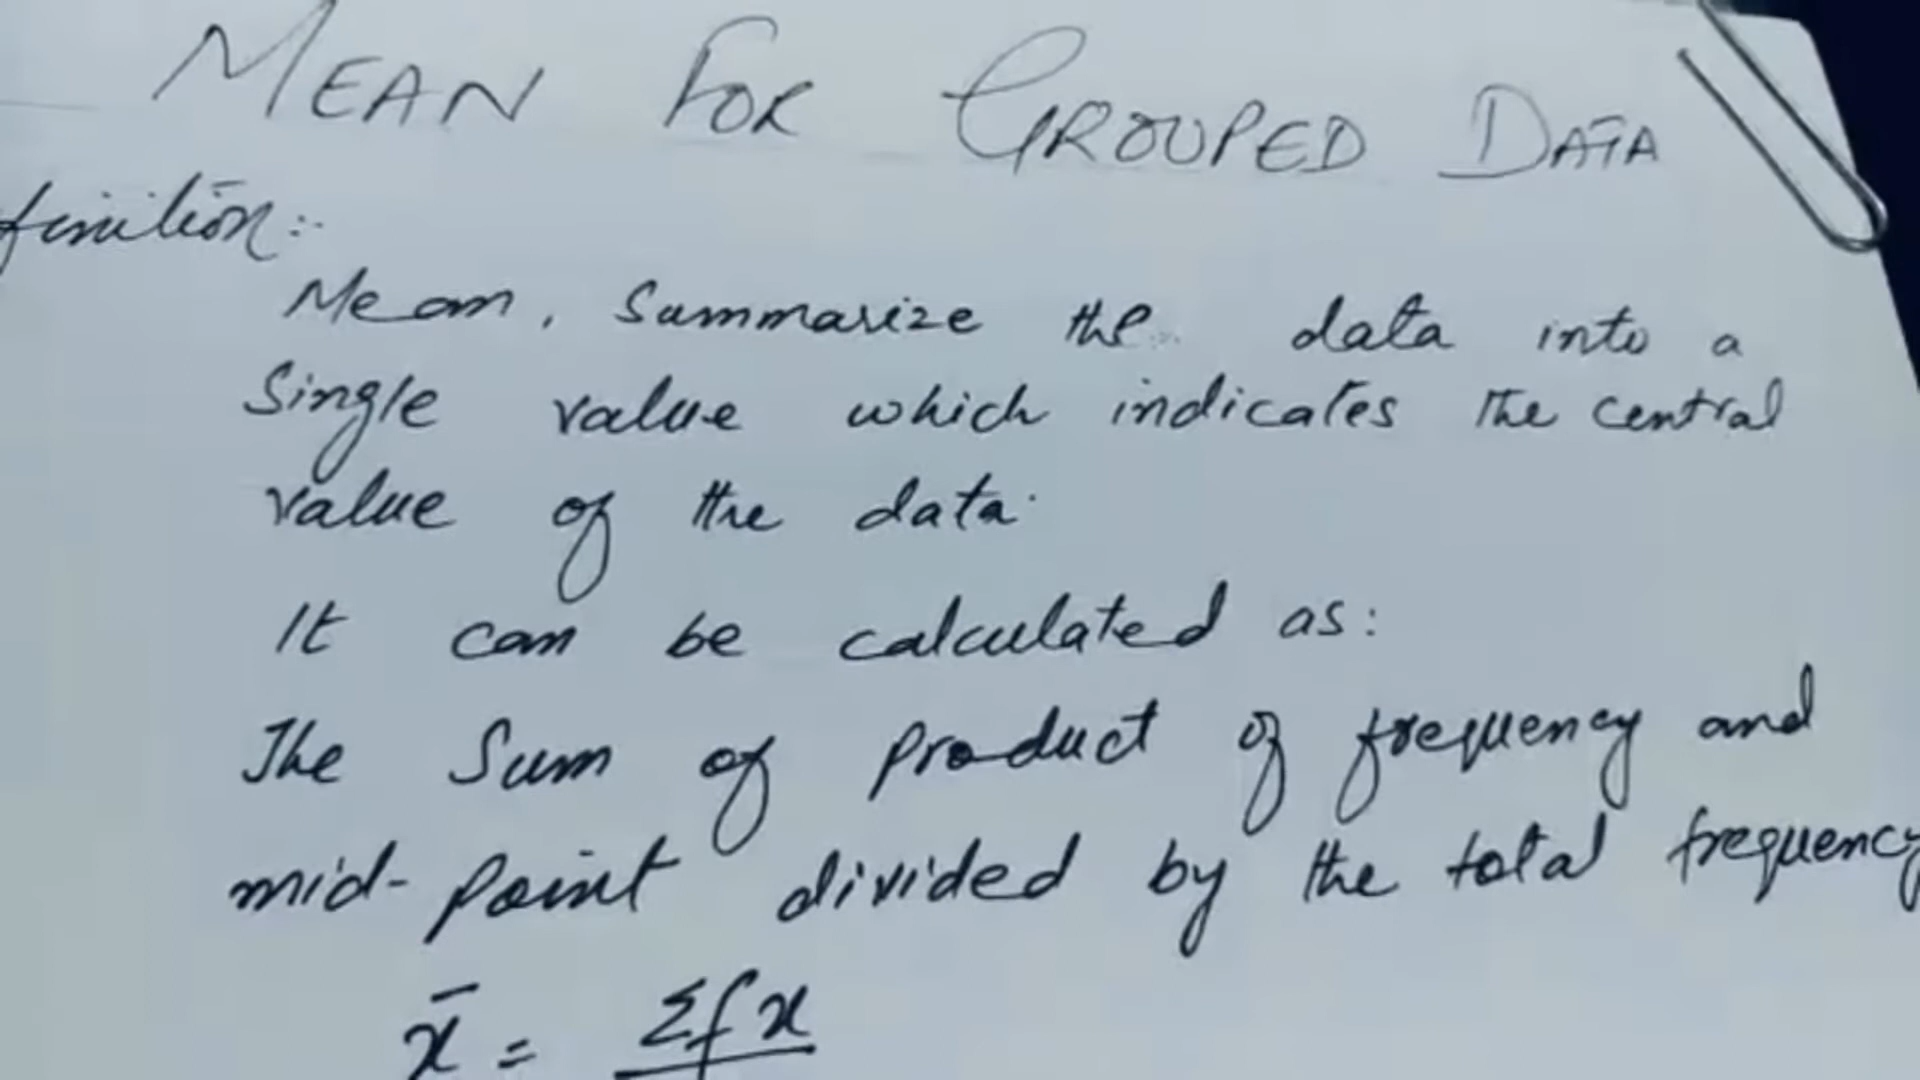 MEAN FOR GROUPED DATA
finition:-
Mean, Summarize the data into a
Single value which indicates the central
value of the data.
It can be calculated as:
The Sum of product of frequency and
mid-point divided by the total frequency
x̄ = Σfx